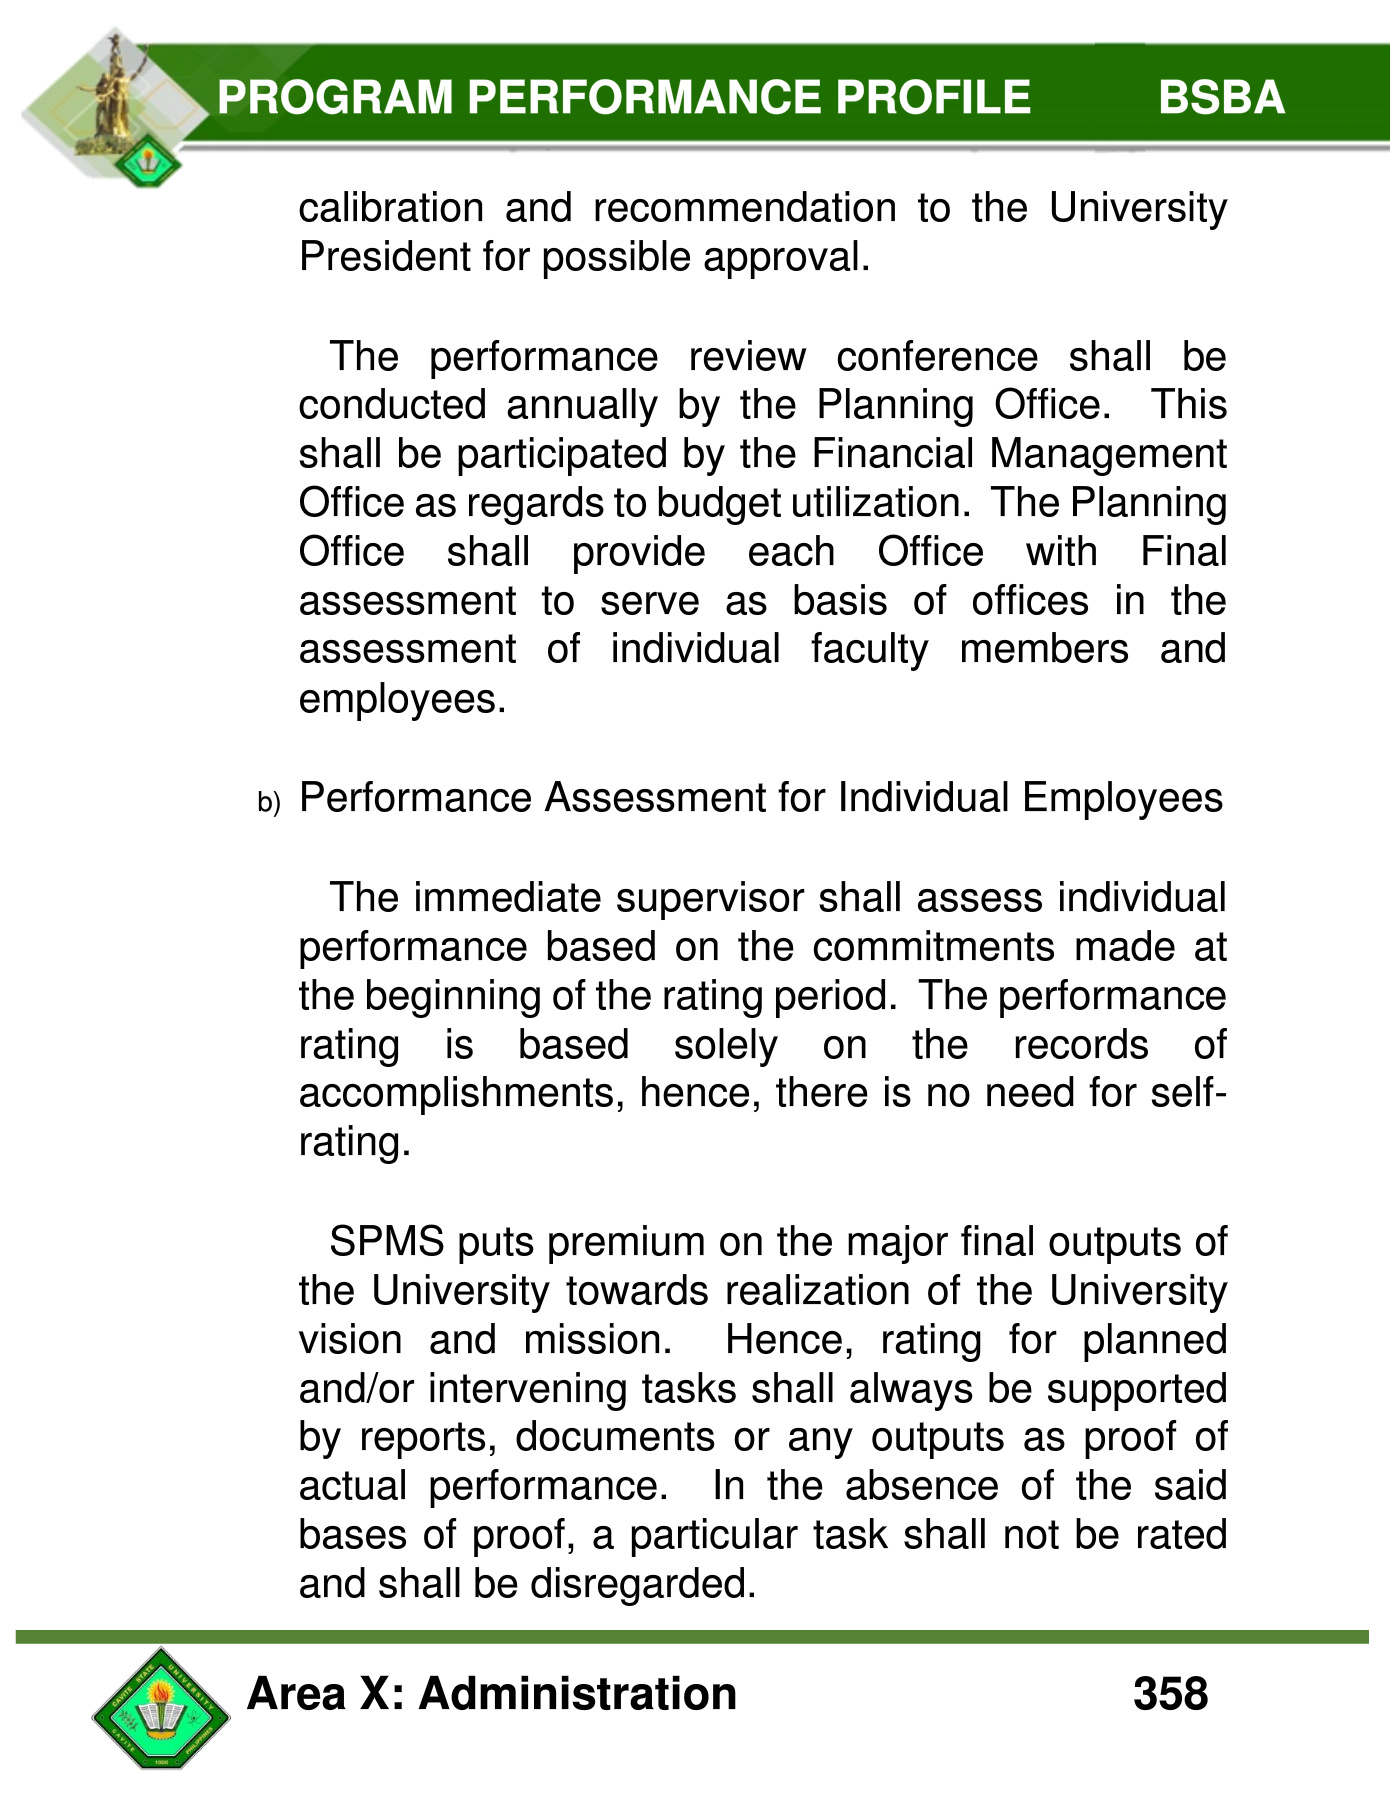 PROGRAM PERFORMANCE PROFILE BSBA
calibration and recommendation to the University
President for possible approval.
The performance review conference shall be
conducted annually by the Planning Office. This
shall be participated by the Financial Management
Office as regards to budget utilization. The Planning
Office shall provide each Office with Final
assessment to serve as basis of offices in the
assessment of individual faculty members and
employees.
b) Performance Assessment for Individual Employees
The immediate supervisor shall assess individual
performance based on the commitments made at
the beginning of the rating period. The performance
rating is based solely on the records of
accomplishments, hence, there is no need for self-
rating.
SPMS puts premium on the major final outputs of
the University towards realization of the University
vision and mission. Hence, rating for planned
and/or intervening tasks shall always be supported
by reports, documents or any outputs as proof of
actual performance. In the absence of the said
bases of proof, a particular task shall not be rated
and shall be disregarded.
CAVITE STATE UNIVERSITY
CAVITE PHILIPPINES
1906
Area X: Administration 358